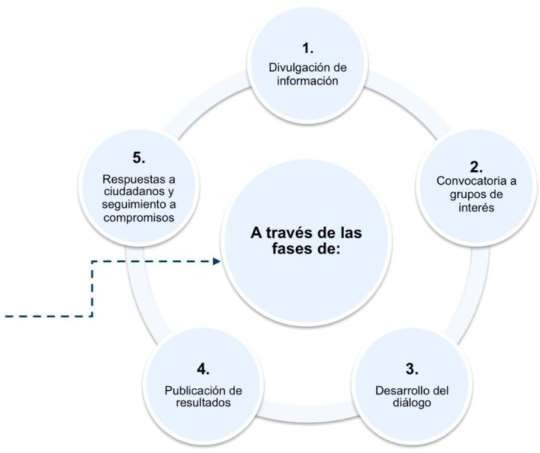 1.
Divulgación de
información
2.
Convocatoria a
grupos de
interés
3.
Desarrollo del
diálogo
4.
Publicación de
resultados
5.
Respuestas a
ciudadanos y
seguimiento a
compromisos
A través de las
fases de: